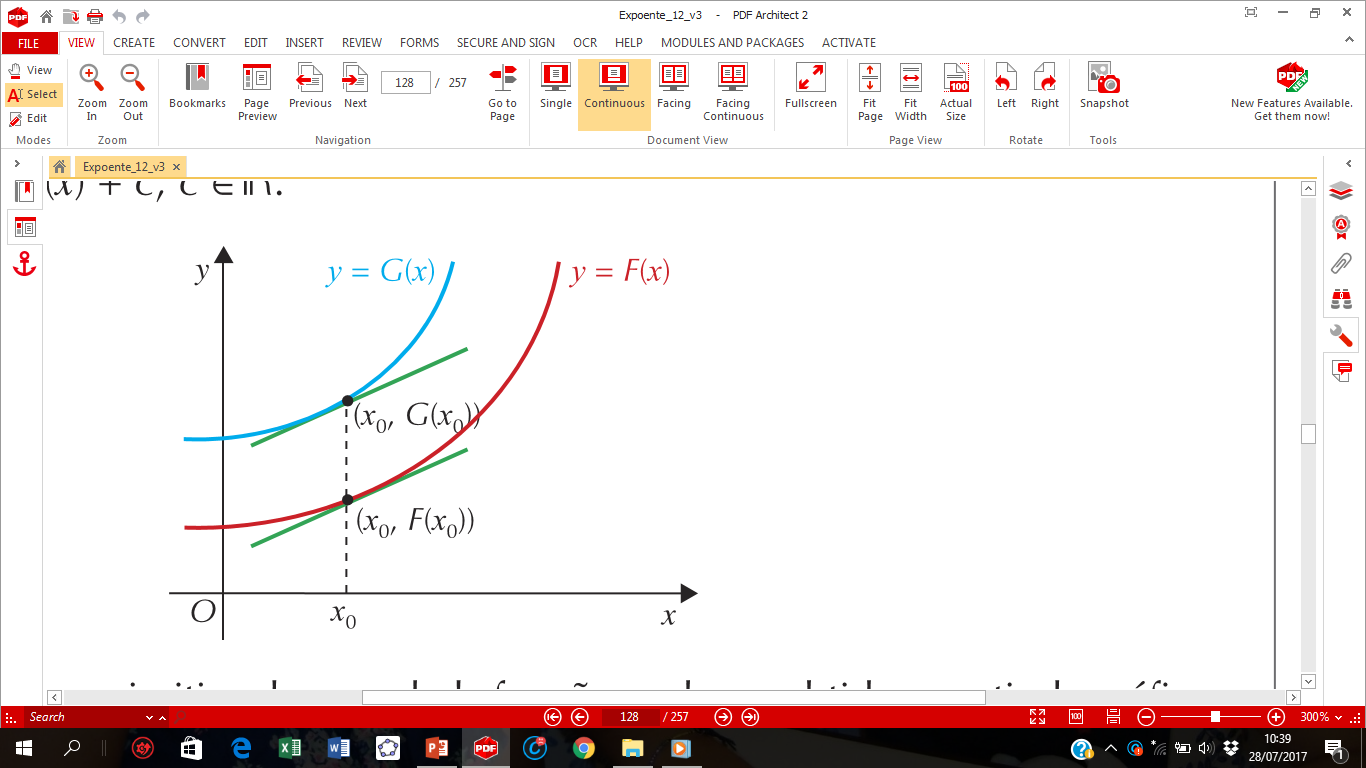 Expoente_12_v3 - PDF Architect 2
FILE VIEW CREATE CONVERT EDIT INSERT REVIEW FORMS SECURE AND SIGN OCR HELP MODULES AND PACKAGES ACTIVATE
View
Select
Edit
Modes
Zoom In
Zoom Out
Zoom
Bookmarks
Page Preview
Previous
Next
128 / 257
Go to Page
Navigation
Single
Continuous
Facing
Facing Continuous
Fullscreen
Document View
Fit Page
Fit Width
Actual Size
Page View
Left
Right
Rotate
Snapshot
Tools
New Features Available.
Get them now!
Expoente_12_v3
(x) + c, c ∈ ℝ.
y
y = G(x)
y = F(x)
(x₀, G(x₀))
(x₀, F(x₀))
O
x₀
x
Search
128 / 257
300%
10:39
28/07/2017